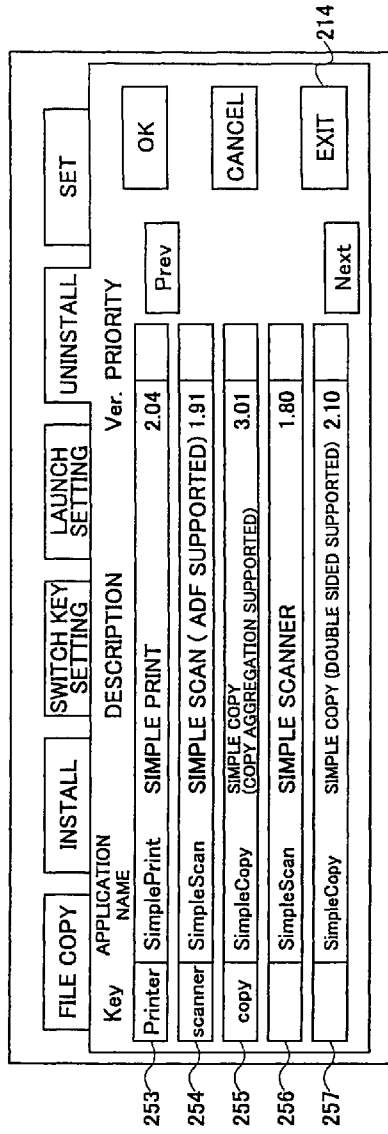 FILE COPY INSTALL SWITCH KEY SETTING LAUNCH SETTING UNINSTALL SET
Key APPLICATION NAME DESCRIPTION Ver. PRIORITY
253 Printer SimplePrint SIMPLE PRINT 2.04
254 scanner SimpleScan SIMPLE SCAN ( ADF SUPPORTED) 1.91
255 copy SimpleCopy SIMPLE COPY (COPY AGGREGATION SUPPORTED) 3.01
256 SimpleScan SIMPLE SCANNER 1.80
257 SimpleCopy SIMPLE COPY (DOUBLE SIDED SUPPORTED) 2.10
Prev
Next
OK
CANCEL
EXIT 214